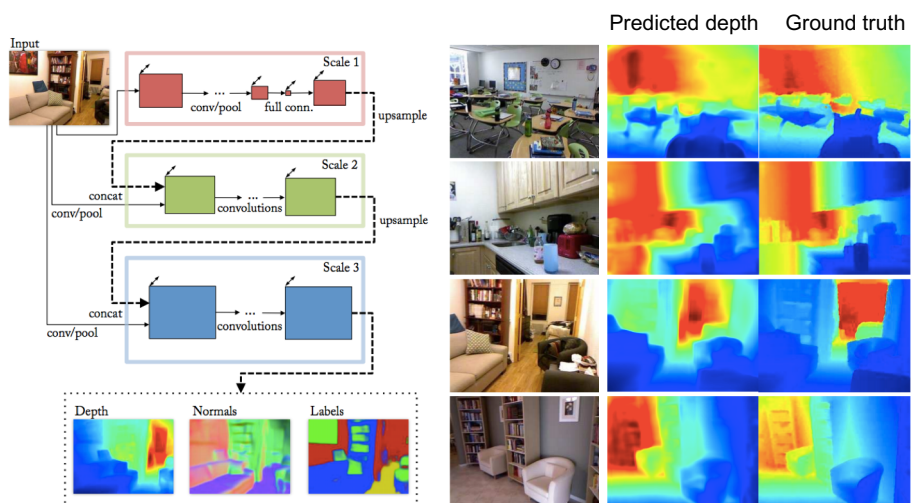 Input
Scale 1
conv/pool
full conn.
upsample
Scale 2
concat
convolutions
conv/pool
upsample
Scale 3
concat
convolutions
conv/pool
Depth
Normals
Labels
Predicted depth
Ground truth